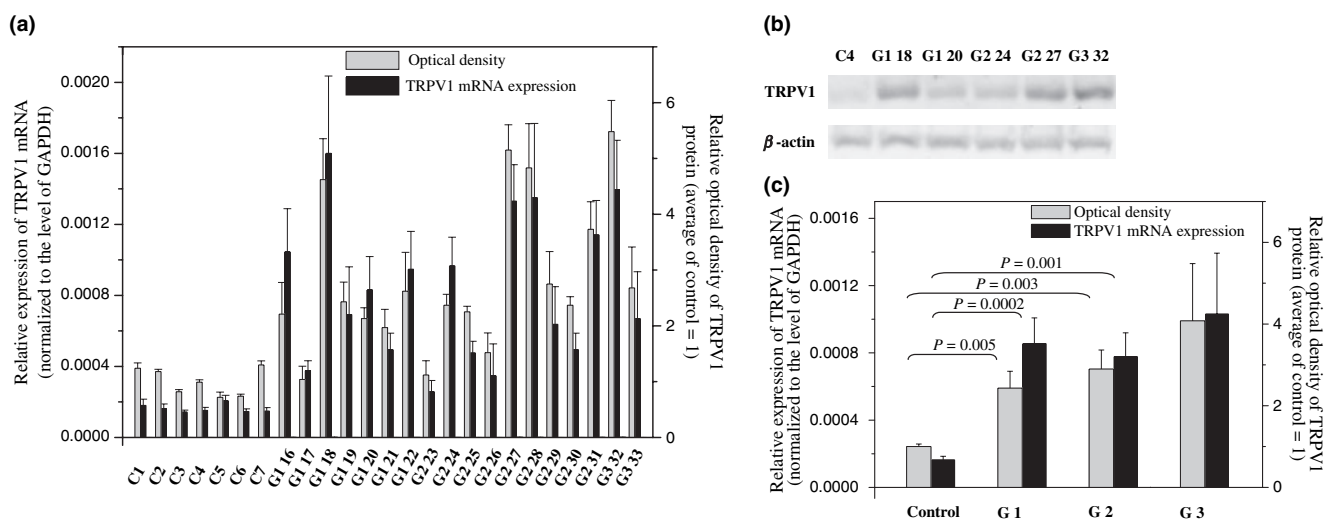 (a)
Relative expression of TRPV1 mRNA
(normalized to the level of GAPDH)
0.0020
0.0016
0.0012
0.0008
0.0004
0.0000
Optical density
TRPV1 mRNA expression
6
4
2
0
Relative optical density of TRPV1
protein (average of control = 1)
C1
C2
C3
C4
C5
C6
C7
G1 16
G1 17
G1 18
G1 19
G1 20
G1 21
G1 22
G2 23
G2 24
G2 25
G2 26
G2 27
G2 28
G2 29
G2 30
G2 31
G3 32
G3 33
(b)
C4 G1 18 G1 20 G2 24 G2 27 G3 32
TRPV1
β-actin
(c)
Relative expression of TRPV1 mRNA
(normalized to the level of GAPDH)
0.0016
0.0012
0.0008
0.0004
0.0000
Optical density
TRPV1 mRNA expression
P = 0.001
P = 0.003
P = 0.0002
P = 0.005
6
4
2
0
Relative optical density of TRPV1
protein (average of control = 1)
Control G 1 G 2 G 3